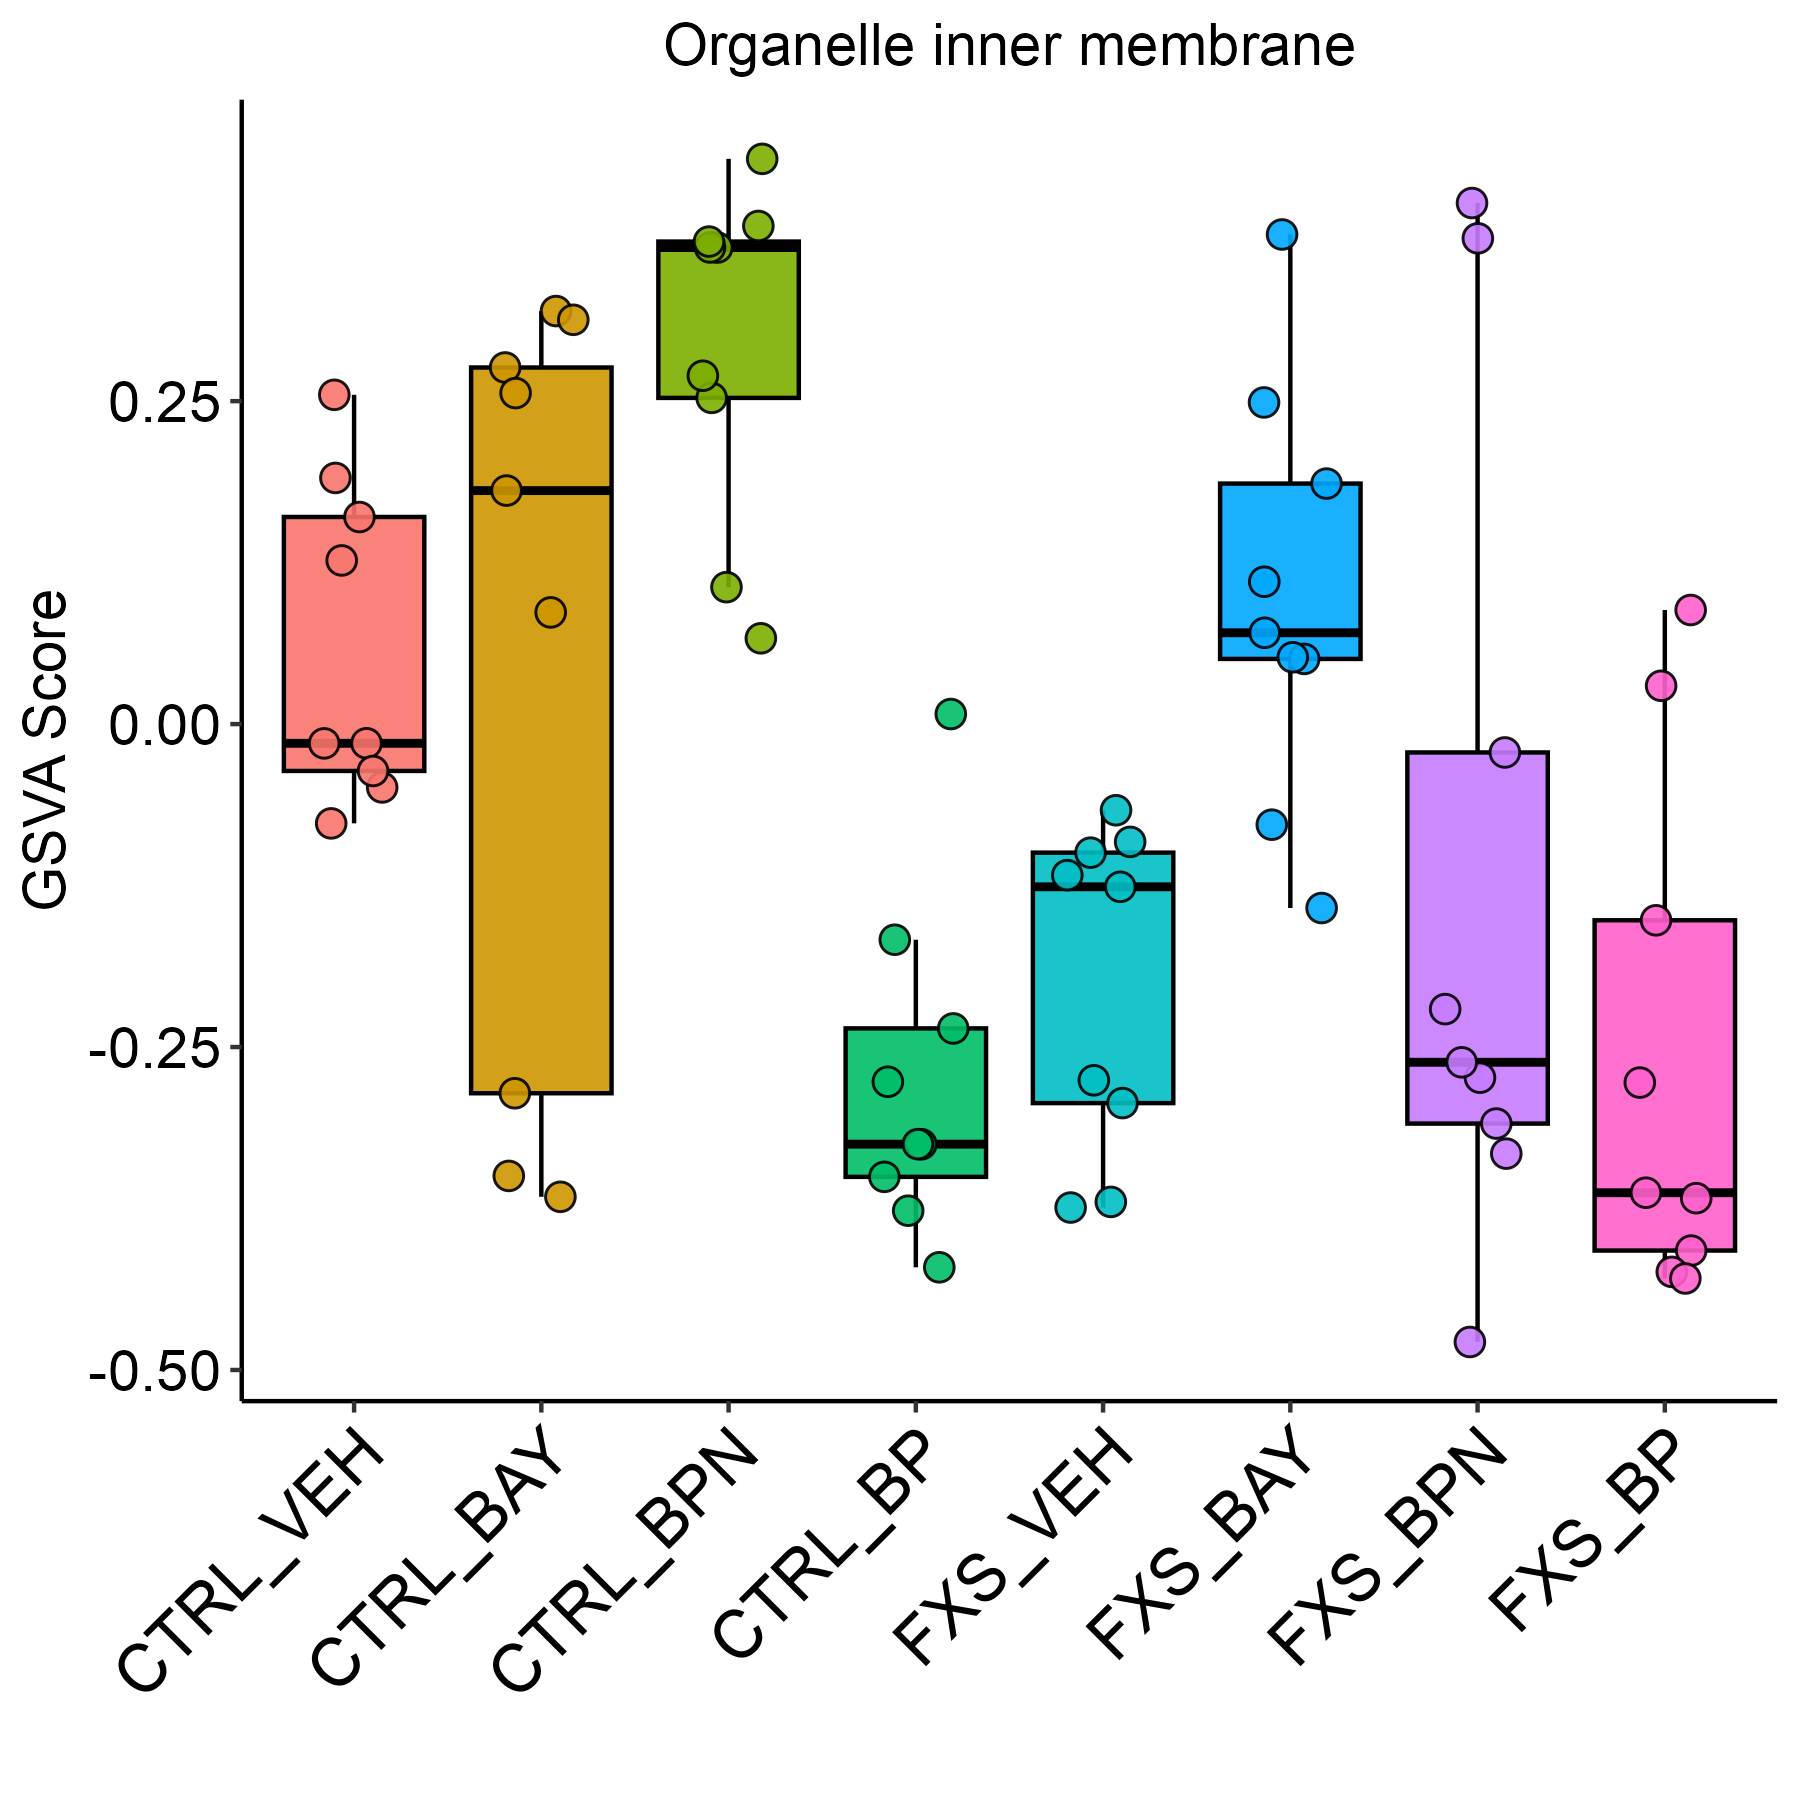 Organelle inner membrane
GSVA Score
0.25
0.00
-0.25
-0.50
CTRL_VEH
CTRL_BAY
CTRL_BPN
CTRL_BP
FXS_VEH
FXS_BAY
FXS_BPN
FXS_BP